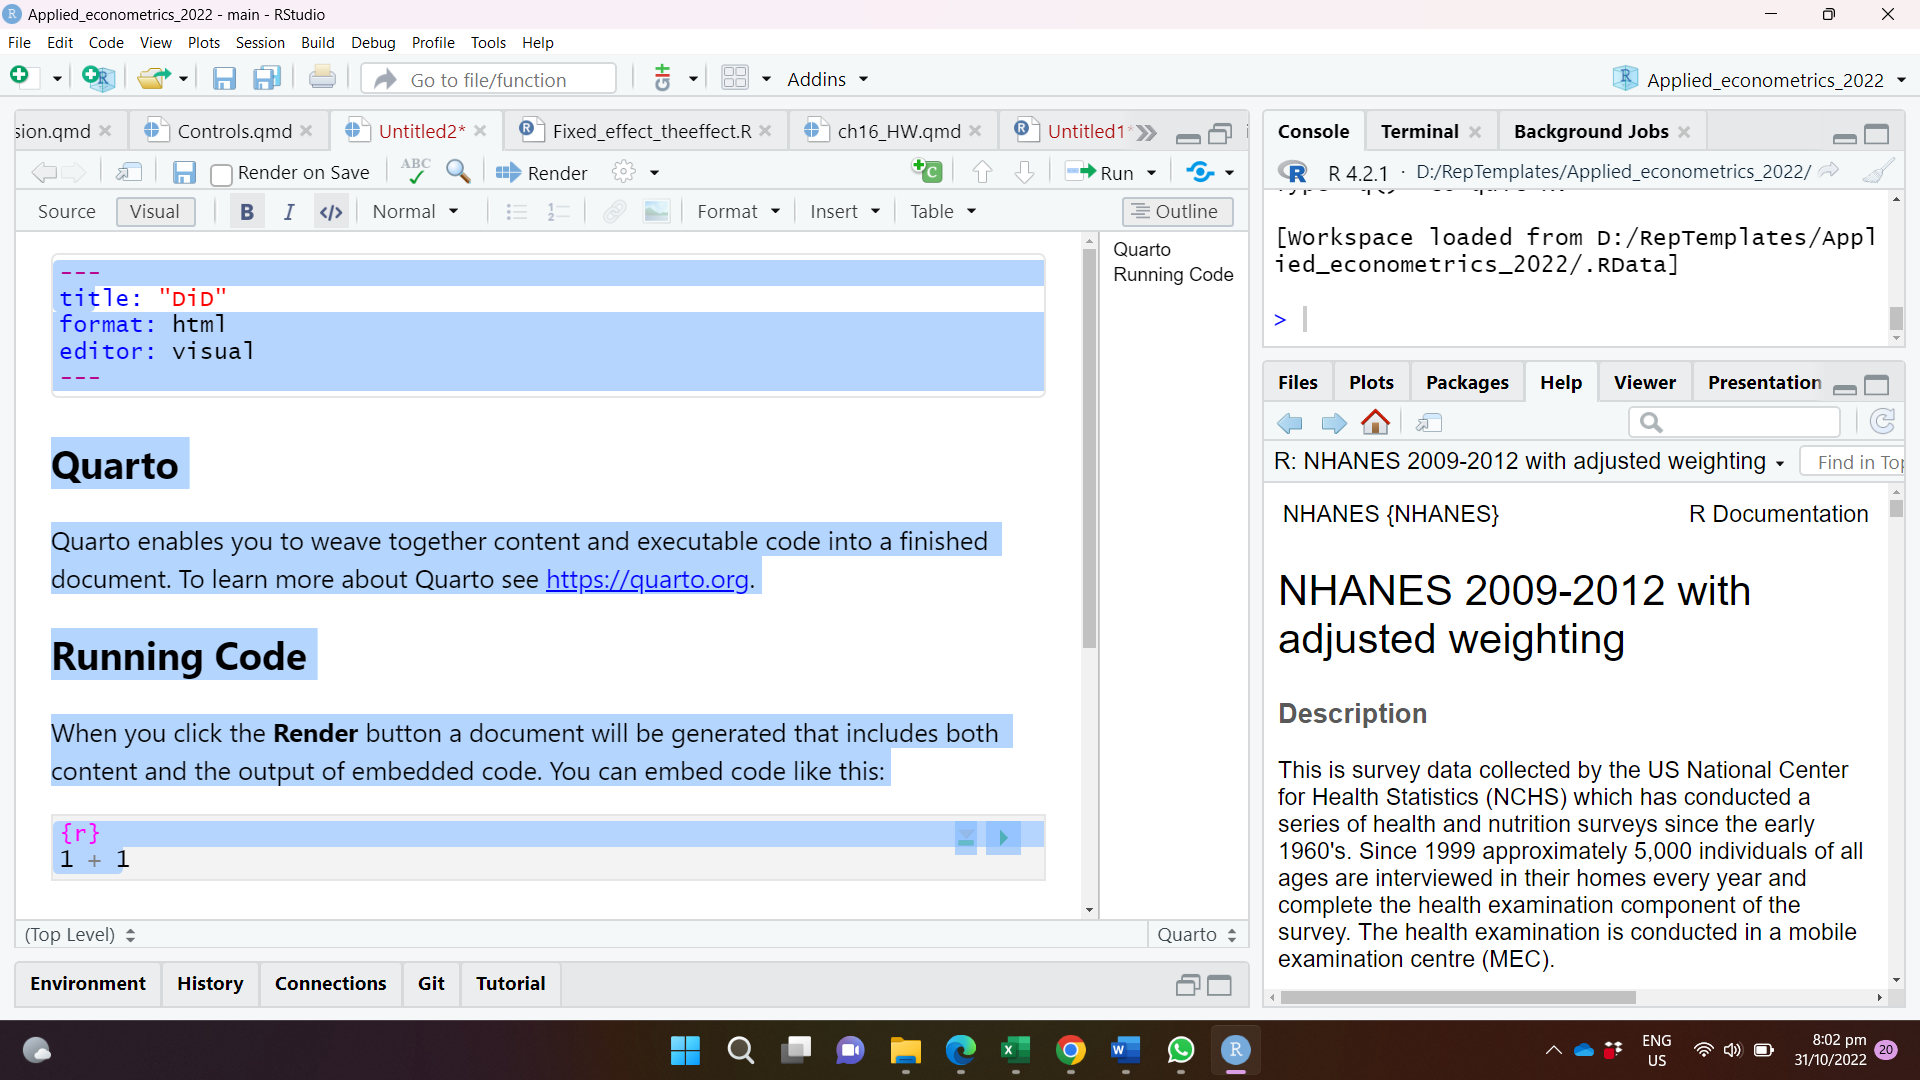 Applied_econometrics_2022 - main - RStudio
File Edit Code View Plots Session Build Debug Profile Tools Help
Go to file/function Addins Applied_econometrics_2022
sion.qmd Controls.qmd Untitled2* Fixed_effect_theeffect.R ch16_HW.qmd Untitled1*
Render on Save ABC Render Run
Source Visual B I </> Normal Format Insert Table Outline
---
title: "DiD"
format: html
editor: visual
---
Quarto
Quarto enables you to weave together content and executable code into a finished
document. To learn more about Quarto see https://quarto.org.
Running Code
When you click the Render button a document will be generated that includes both
content and the output of embedded code. You can embed code like this:
{r}
1 + 1
Quarto
Running Code
(Top Level) Quarto
Environment History Connections Git Tutorial
Console Terminal Background Jobs
R 4.2.1 · D:/RepTemplates/Applied_econometrics_2022/
[Workspace loaded from D:/RepTemplates/Appl
ied_econometrics_2022/.RData]
>
Files Plots Packages Help Viewer Presentation
R: NHANES 2009-2012 with adjusted weighting Find in Top
NHANES {NHANES} R Documentation
NHANES 2009-2012 with
adjusted weighting
Description
This is survey data collected by the US National Center
for Health Statistics (NCHS) which has conducted a
series of health and nutrition surveys since the early
1960's. Since 1999 approximately 5,000 individuals of all
ages are interviewed in their homes every year and
complete the health examination component of the
survey. The health examination is conducted in a mobile
examination centre (MEC).
ENG
US
8:02 pm
31/10/2022
20